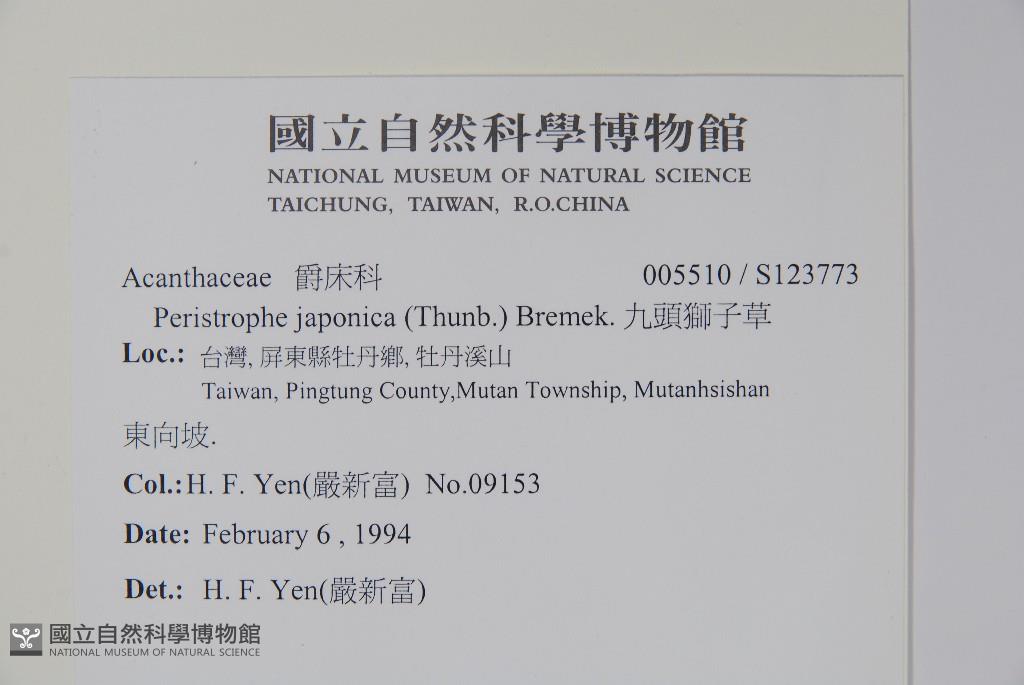 國立自然科學博物館
NATIONAL MUSEUM OF NATURAL SCIENCE
TAICHUNG, TAIWAN, R.O.CHINA
Acanthaceae 爵床科 005510 / S123773
Peristrophe japonica (Thunb.) Bremek. 九頭獅子草
Loc.: 台灣, 屏東縣牡丹鄉, 牡丹溪山
Taiwan, Pingtung County,Mutan Township, Mutanhsishan
東向坡.
Col.:H. F. Yen(嚴新富) No.09153
Date: February 6 , 1994
Det.: H. F. Yen(嚴新富)
國立自然科學博物館
NATIONAL MUSEUM OF NATURAL SCIENCE